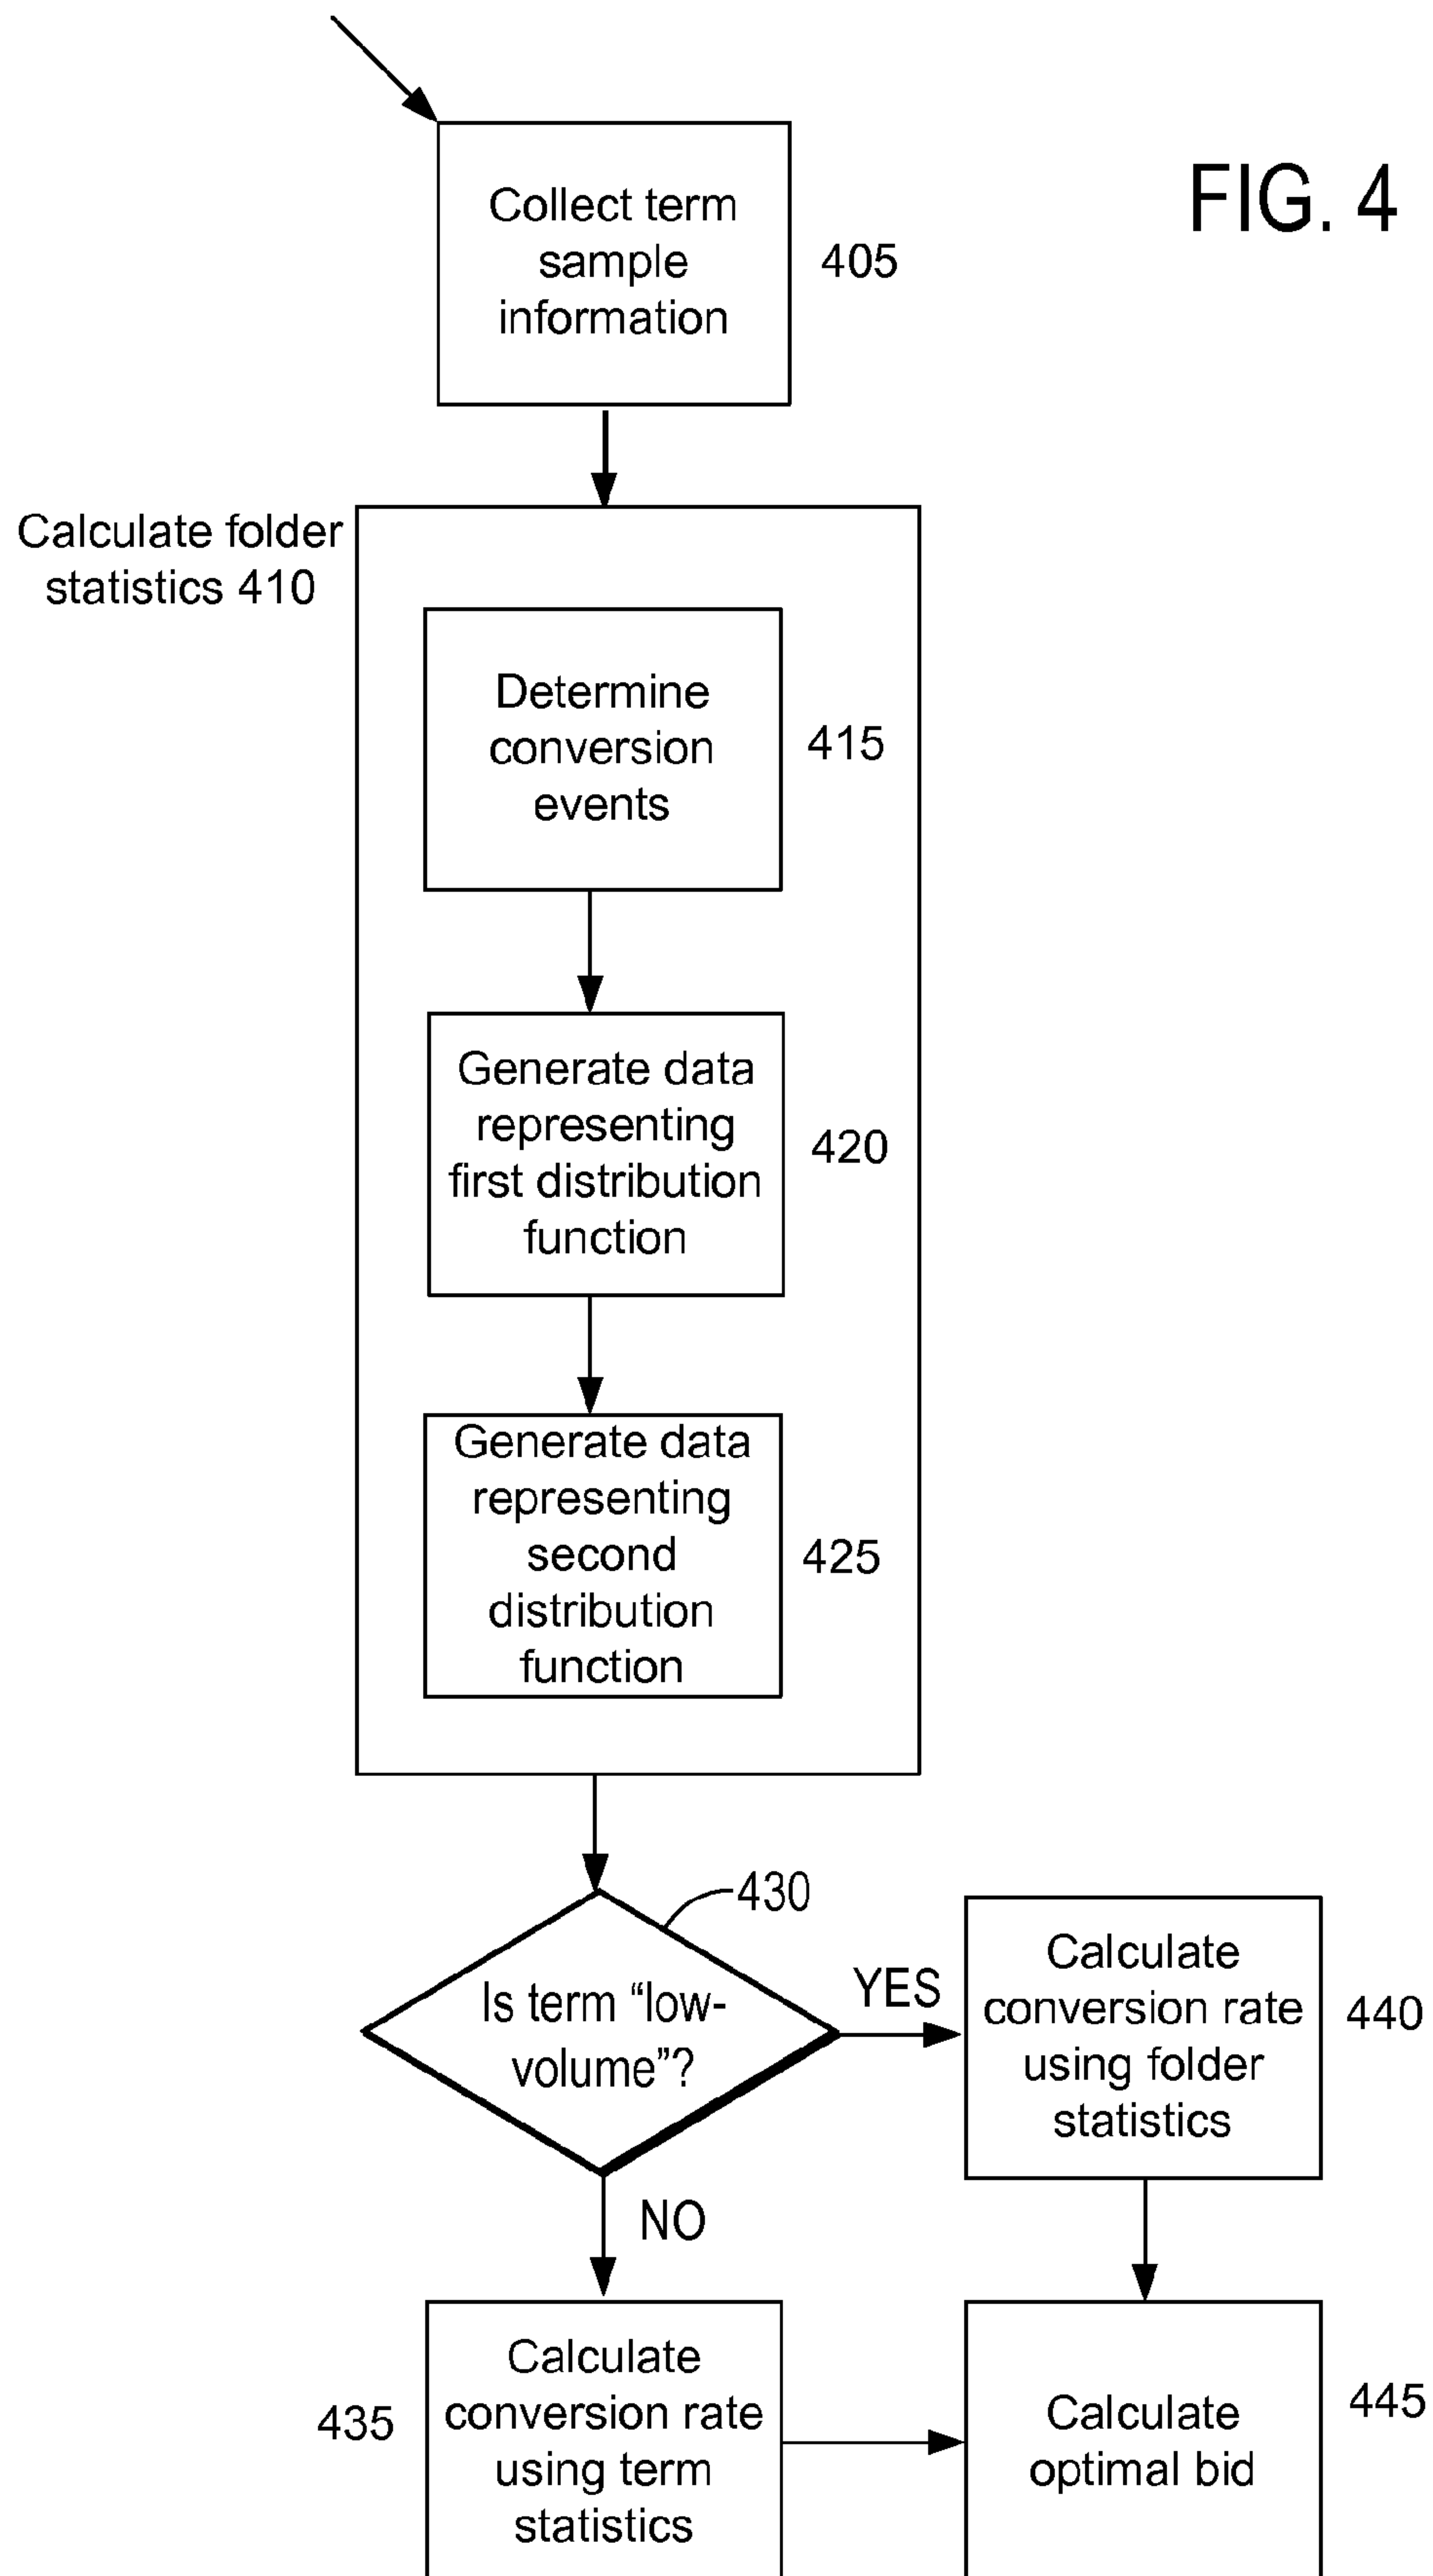 FIG. 4
Collect term
sample
information
405
Calculate folder
statistics 410
Determine
conversion
events
415
Generate data
representing
first distribution
function
420
Generate data
representing
second
distribution
function
425
430
Is term “low-
volume”?
YES
NO
Calculate
conversion rate
using folder
statistics
440
435
Calculate
conversion rate
using term
statistics
Calculate
optimal bid
445